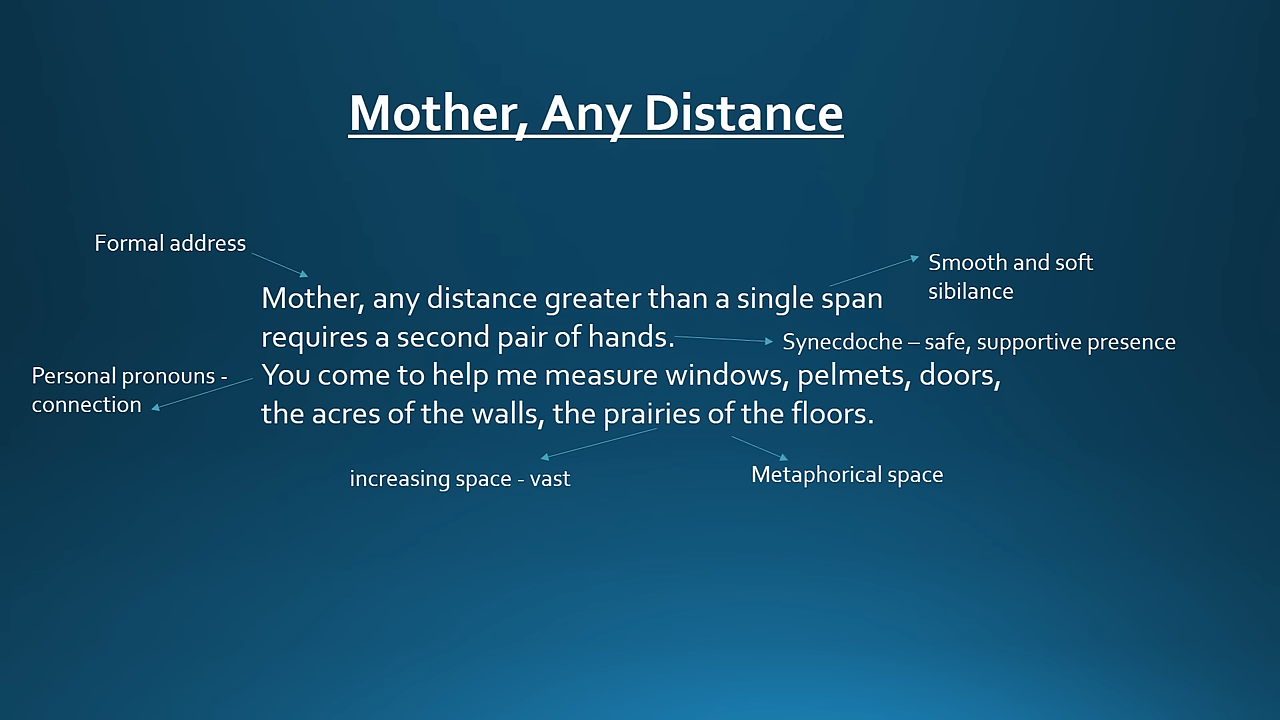 Mother, Any Distance
Formal address
Smooth and soft
sibilance
Mother, any distance greater than a single span
requires a second pair of hands.
Synecdoche – safe, supportive presence
Personal pronouns -
connection
You come to help me measure windows, pelmets, doors,
the acres of the walls, the prairies of the floors.
increasing space - vast
Metaphorical space